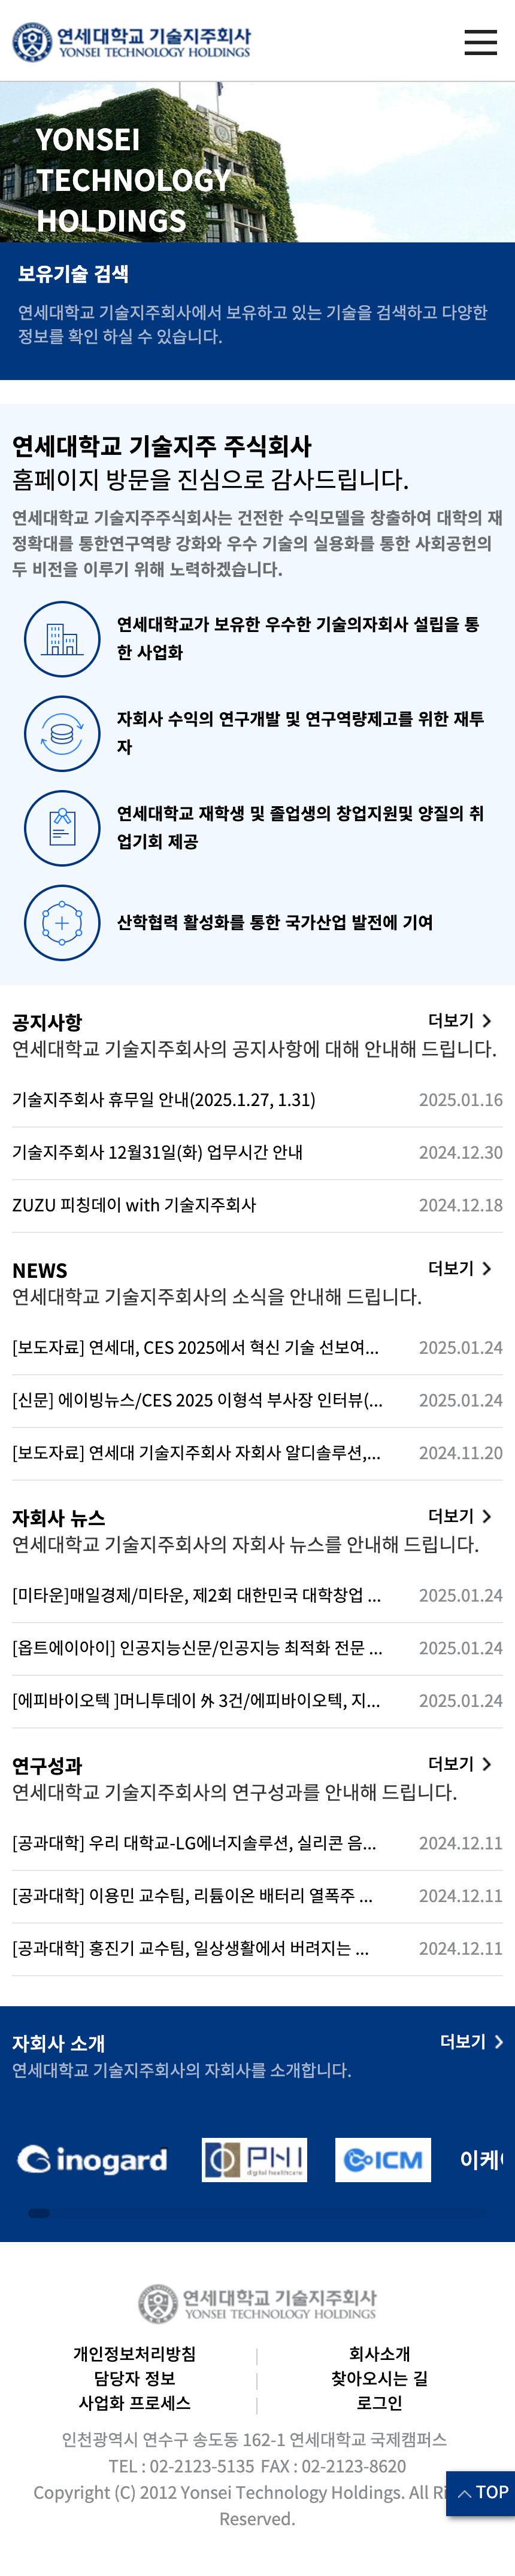 연세대학교 기술지주회사
YONSEI TECHNOLOGY HOLDINGS
YONSEI
TECHNOLOGY
HOLDINGS
보유기술 검색
연세대학교 기술지주회사에서 보유하고 있는 기술을 검색하고 다양한
정보를 확인 하실 수 있습니다.
연세대학교 기술지주 주식회사
홈페이지 방문을 진심으로 감사드립니다.
연세대학교 기술지주주식회사는 건전한 수익모델을 창출하여 대학의 재
정확대를 통한연구역량 강화와 우수 기술의 실용화를 통한 사회공헌의
두 비전을 이루기 위해 노력하겠습니다.
연세대학교가 보유한 우수한 기술의자회사 설립을 통
한 사업화
자회사 수익의 연구개발 및 연구역량제고를 위한 재투
자
연세대학교 재학생 및 졸업생의 창업지원및 양질의 취
업기회 제공
산학협력 활성화를 통한 국가산업 발전에 기여
공지사항 더보기
연세대학교 기술지주회사의 공지사항에 대해 안내해 드립니다.
기술지주회사 휴무일 안내(2025.1.27, 1.31) 2025.01.16
기술지주회사 12월31일(화) 업무시간 안내 2024.12.30
ZUZU 피칭데이 with 기술지주회사 2024.12.18
NEWS 더보기
연세대학교 기술지주회사의 소식을 안내해 드립니다.
[보도자료] 연세대, CES 2025에서 혁신 기술 선보여... 2025.01.24
[신문] 에이빙뉴스/CES 2025 이형석 부사장 인터뷰(... 2025.01.24
[보도자료] 연세대 기술지주회사 자회사 알디솔루션,... 2024.11.20
자회사 뉴스 더보기
연세대학교 기술지주회사의 자회사 뉴스를 안내해 드립니다.
[미타운]매일경제/미타운, 제2회 대한민국 대학창업 ... 2025.01.24
[옵트에이아이] 인공지능신문/인공지능 최적화 전문 ... 2025.01.24
[에피바이오텍 ]머니투데이 外 3건/에피바이오텍, 지... 2025.01.24
연구성과 더보기
연세대학교 기술지주회사의 연구성과를 안내해 드립니다.
[공과대학] 우리 대학교-LG에너지솔루션, 실리콘 음... 2024.12.11
[공과대학] 이용민 교수팀, 리튬이온 배터리 열폭주 ... 2024.12.11
[공과대학] 홍진기 교수팀, 일상생활에서 버려지는 ... 2024.12.11
자회사 소개 더보기
연세대학교 기술지주회사의 자회사를 소개합니다.
inogard PHI digital healthcare ICM 이케
연세대학교 기술지주회사
YONSEI TECHNOLOGY HOLDINGS
개인정보처리방침 회사소개
담당자 정보 찾아오시는 길
사업화 프로세스 로그인
인천광역시 연수구 송도동 162-1 연세대학교 국제캠퍼스
TEL : 02-2123-5135 FAX : 02-2123-8620
Copyright (C) 2012 Yonsei Technology Holdings. All
Reserved.
TOP